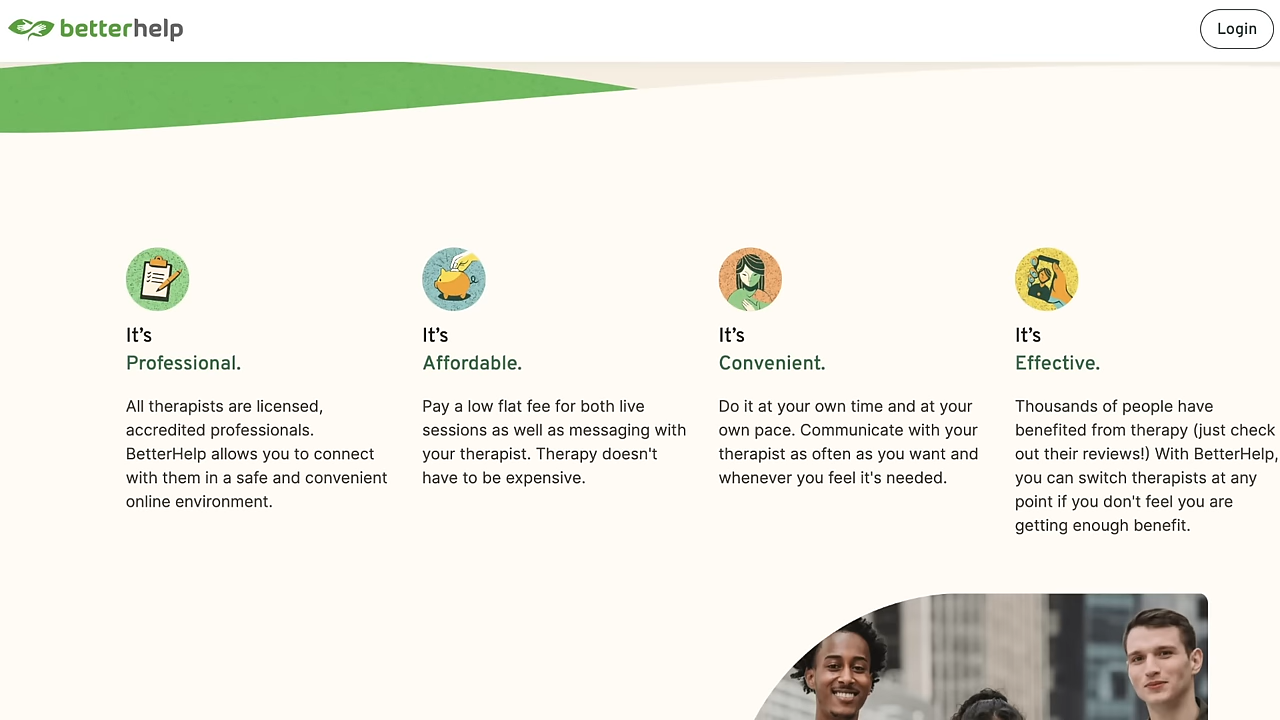 betterhelp
Login
It’s
Professional.
All therapists are licensed,
accredited professionals.
BetterHelp allows you to connect
with them in a safe and convenient
online environment.
It’s
Affordable.
Pay a low flat fee for both live
sessions as well as messaging with
your therapist. Therapy doesn't
have to be expensive.
It’s
Convenient.
Do it at your own time and at your
own pace. Communicate with your
therapist as often as you want and
whenever you feel it's needed.
It’s
Effective.
Thousands of people have
benefited from therapy (just check
out their reviews!) With BetterHelp,
you can switch therapists at any
point if you don't feel you are
getting enough benefit.